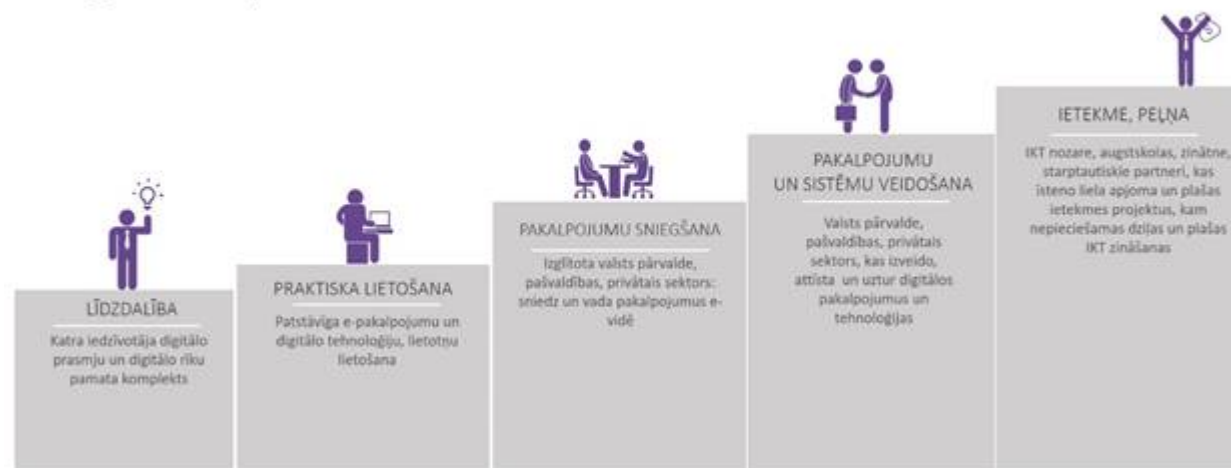 LĪDZDALĪBA
Katra iedzīvotāja digitālo
prasmju un digitālo rīku
pamata komplekts
PRAKTISKA LIETOŠANA
Patstāvīga e-pakalpojumu un
digitālo tehnoloģiju, lietotņu
lietošana
PAKALPOJUMU SNIEGŠANA
Izglītota valsts pārvalde,
pašvaldības, privātais sektors:
sniedz un vada pakalpojumus e-
vidē
PAKALPOJUMU
UN SISTĒMU VEIDOŠANA
Valsts pārvalde,
pašvaldības, privātais
sektors, kas izveido,
attīsta un uztur digitālos
pakalpojumus un
tehnoloģijas
IETEKME, PEĻŅA
IKT nozare, augstskolas, zinātne,
starptautiskie partneri, kas
īsteno liela apjoma un plašas
ietekmes projektus, kam
nepieciešamas dziļas un plašas
IKT zināšanas